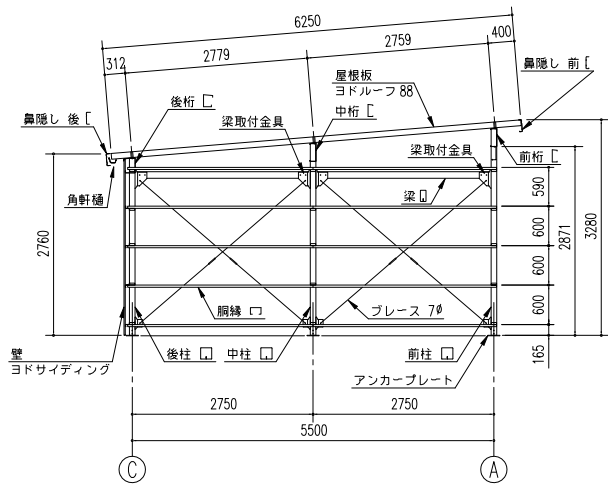 6250
312
2779
2759
400
鼻隠し 前
屋根板
ヨドルーフ 88
後桁
中桁
鼻隠し 後
梁取付金具
梁取付金具
前桁
角軒樋
梁
590
600
600
600
165
2760
2871
3280
胴縁
ブレース 7φ
壁
ヨドサイディング
後柱
中柱
前柱
アンカープレート
2750
2750
5500
C
A